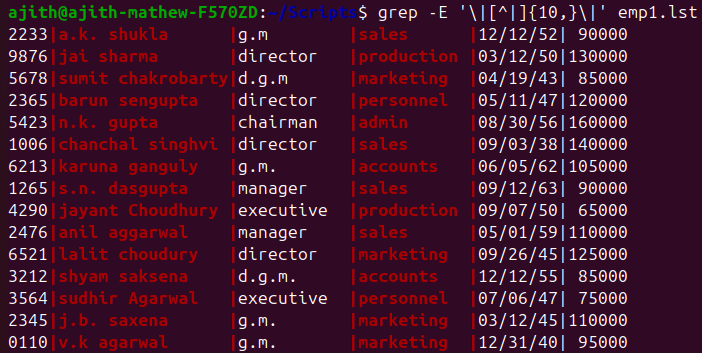 ajith@ajith-mathew-F570ZD:~/Scripts$ grep -E '\|[^|]{10,}\|' emp1.lst
2233|a.k. shukla    |g.m       |sales     |12/12/52| 90000
9876|jai sharma     |director  |production |03/12/50|130000
5678|sumit chakrobarty|d.g.m     |marketing |04/19/43| 85000
2365|barun sengupta |director  |personnel |05/11/47|120000
5423|n.k. gupta     |chairman  |admin     |08/30/56|160000
1006|chanchal singhvi |director  |sales     |09/03/38|140000
6213|karuna ganguly |g.m.      |accounts  |06/05/62|105000
1265|s.n. dasgupta  |manager   |sales     |09/12/63| 90000
4290|jayant Choudhury |executive |production |09/07/50| 65000
2476|anil aggarwal  |manager   |sales     |05/01/59|110000
6521|lalit choudury |director  |marketing |09/26/45|125000
3212|shyam saksena  |d.g.m.    |accounts  |12/12/55| 85000
3564|sudhir Agarwal |executive |personnel |07/06/47| 75000
2345|j.b. saxena    |g.m.      |marketing |03/12/45|110000
0110|v.k agarwal    |g.m.      |marketing |12/31/40| 95000